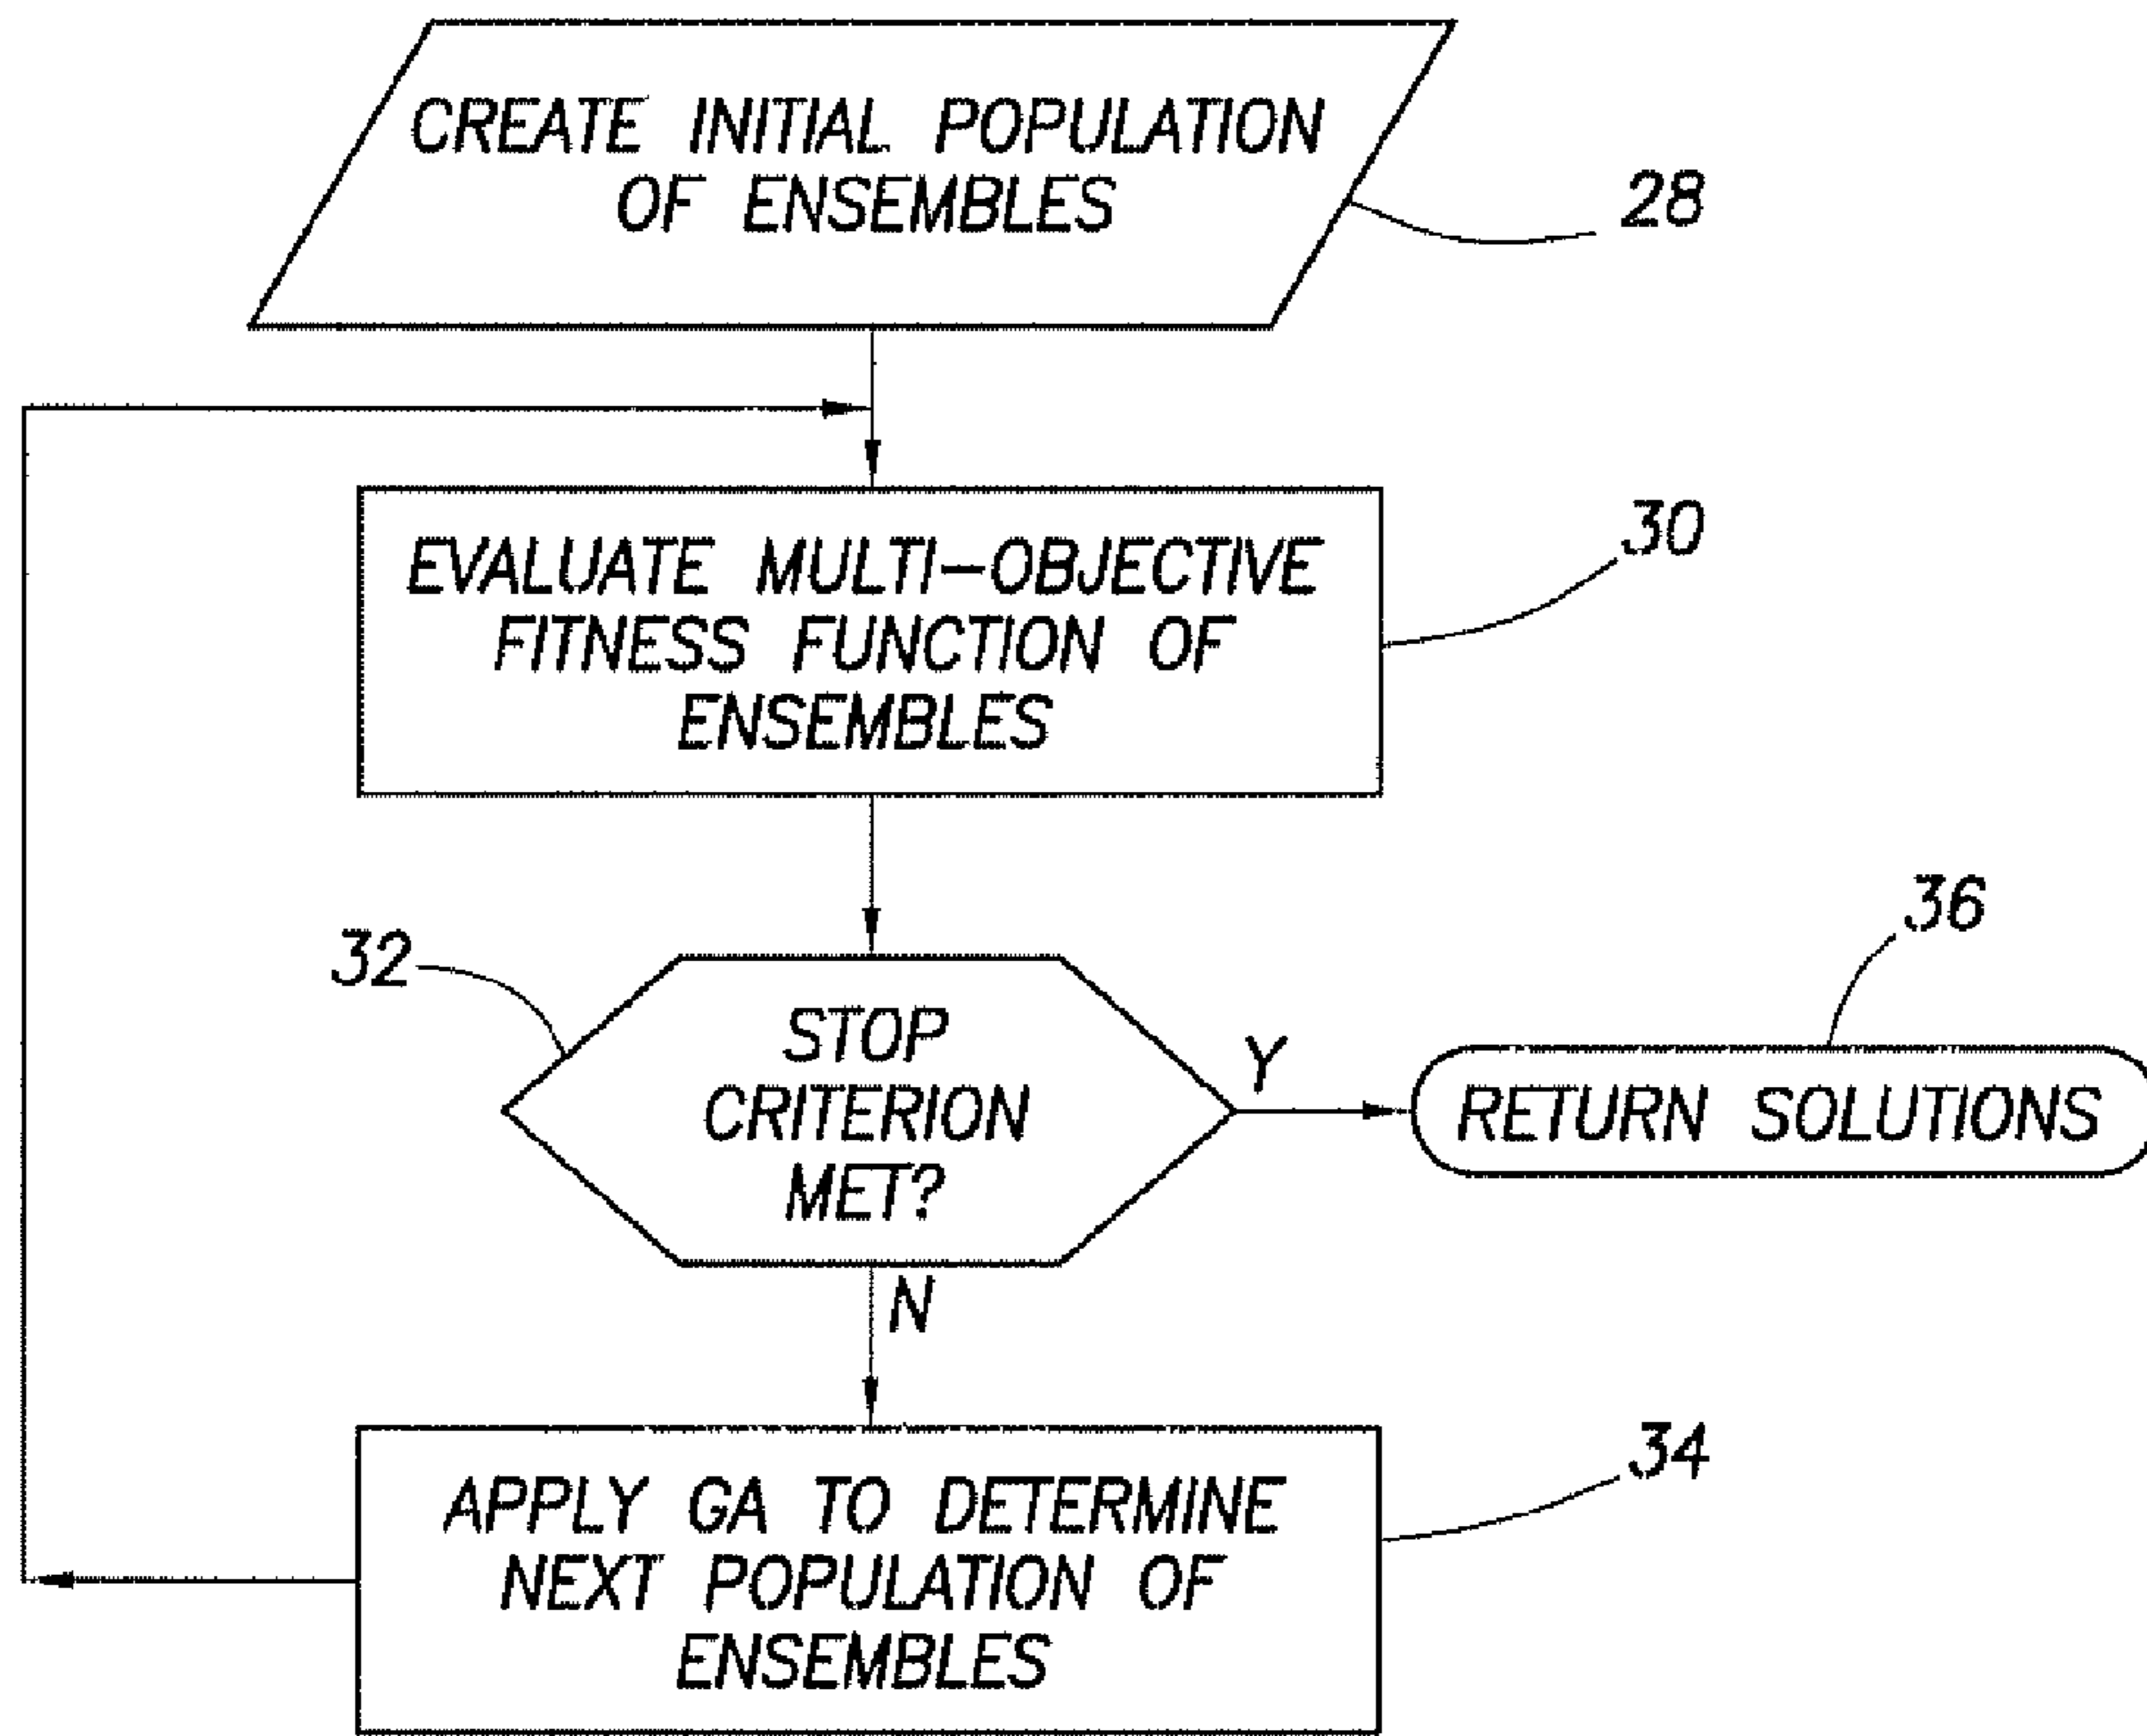 CREATE INITIAL POPULATION
OF ENSEMBLES
28
EVALUATE MULTI-OBJECTIVE
FITNESS FUNCTION OF
ENSEMBLES
30
32
STOP
CRITERION
MET?
Y
36
RETURN SOLUTIONS
N
APPLY GA TO DETERMINE
NEXT POPULATION OF
ENSEMBLES
34